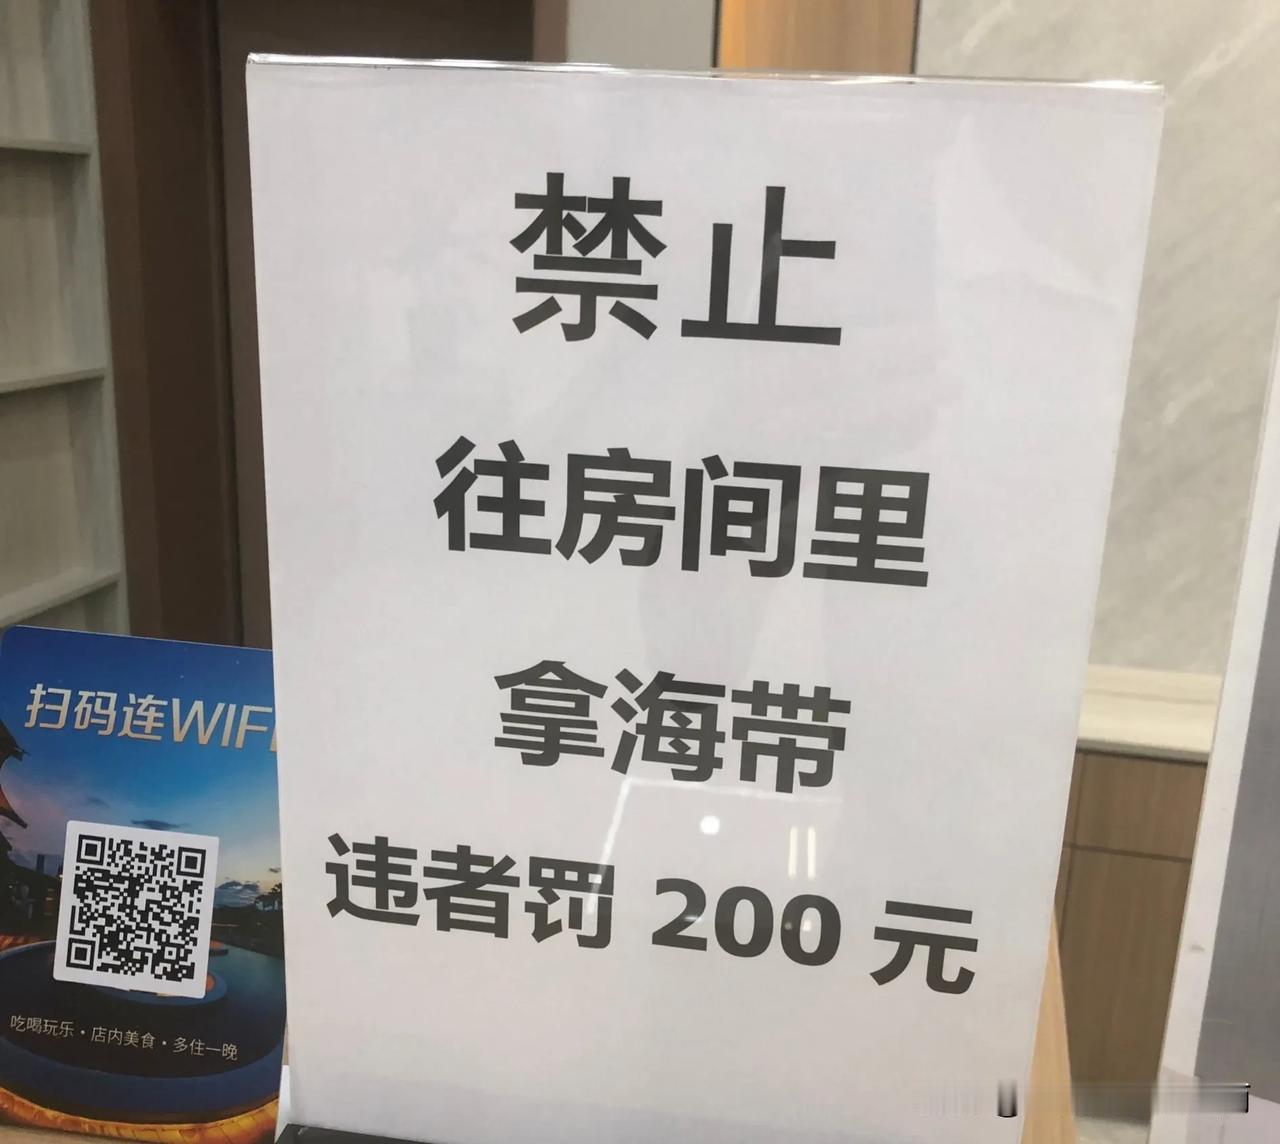 禁止
往房间里
拿海带
违者罚 200 元
扫码连WIFI
吃喝玩乐·店内美食·多住一晚